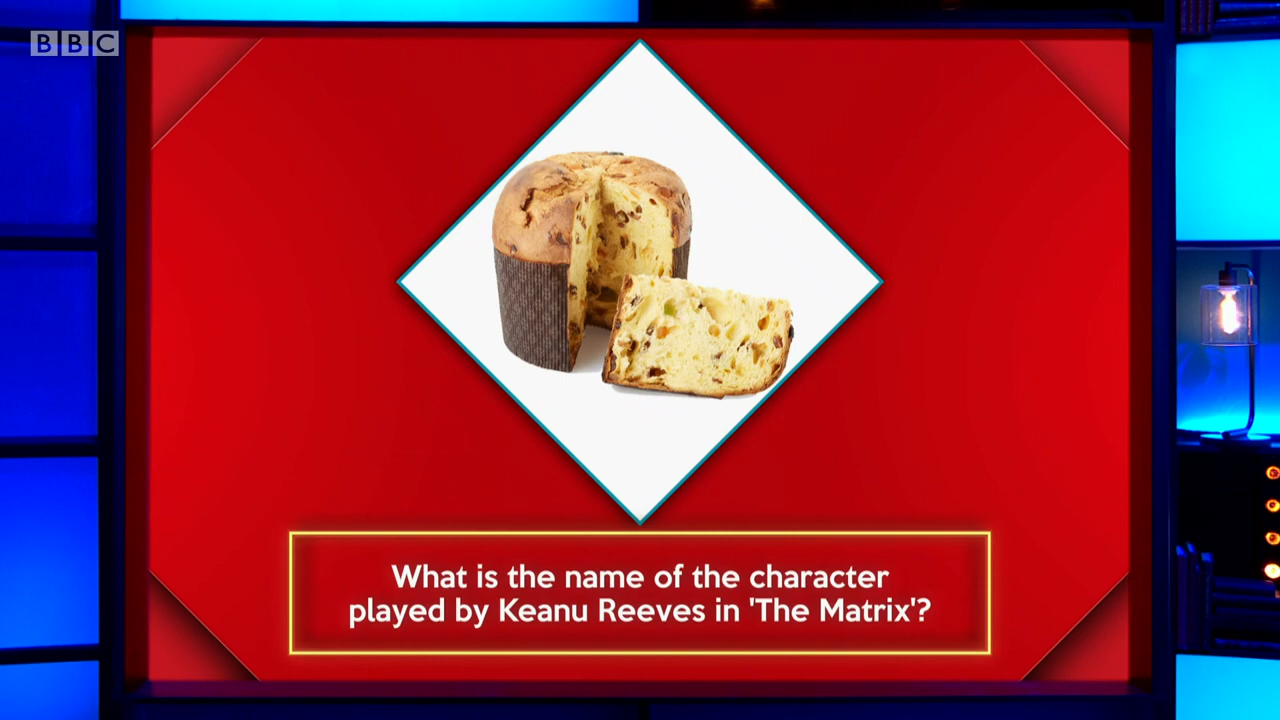 BBC
What is the name of the character
played by Keanu Reeves in 'The Matrix'?